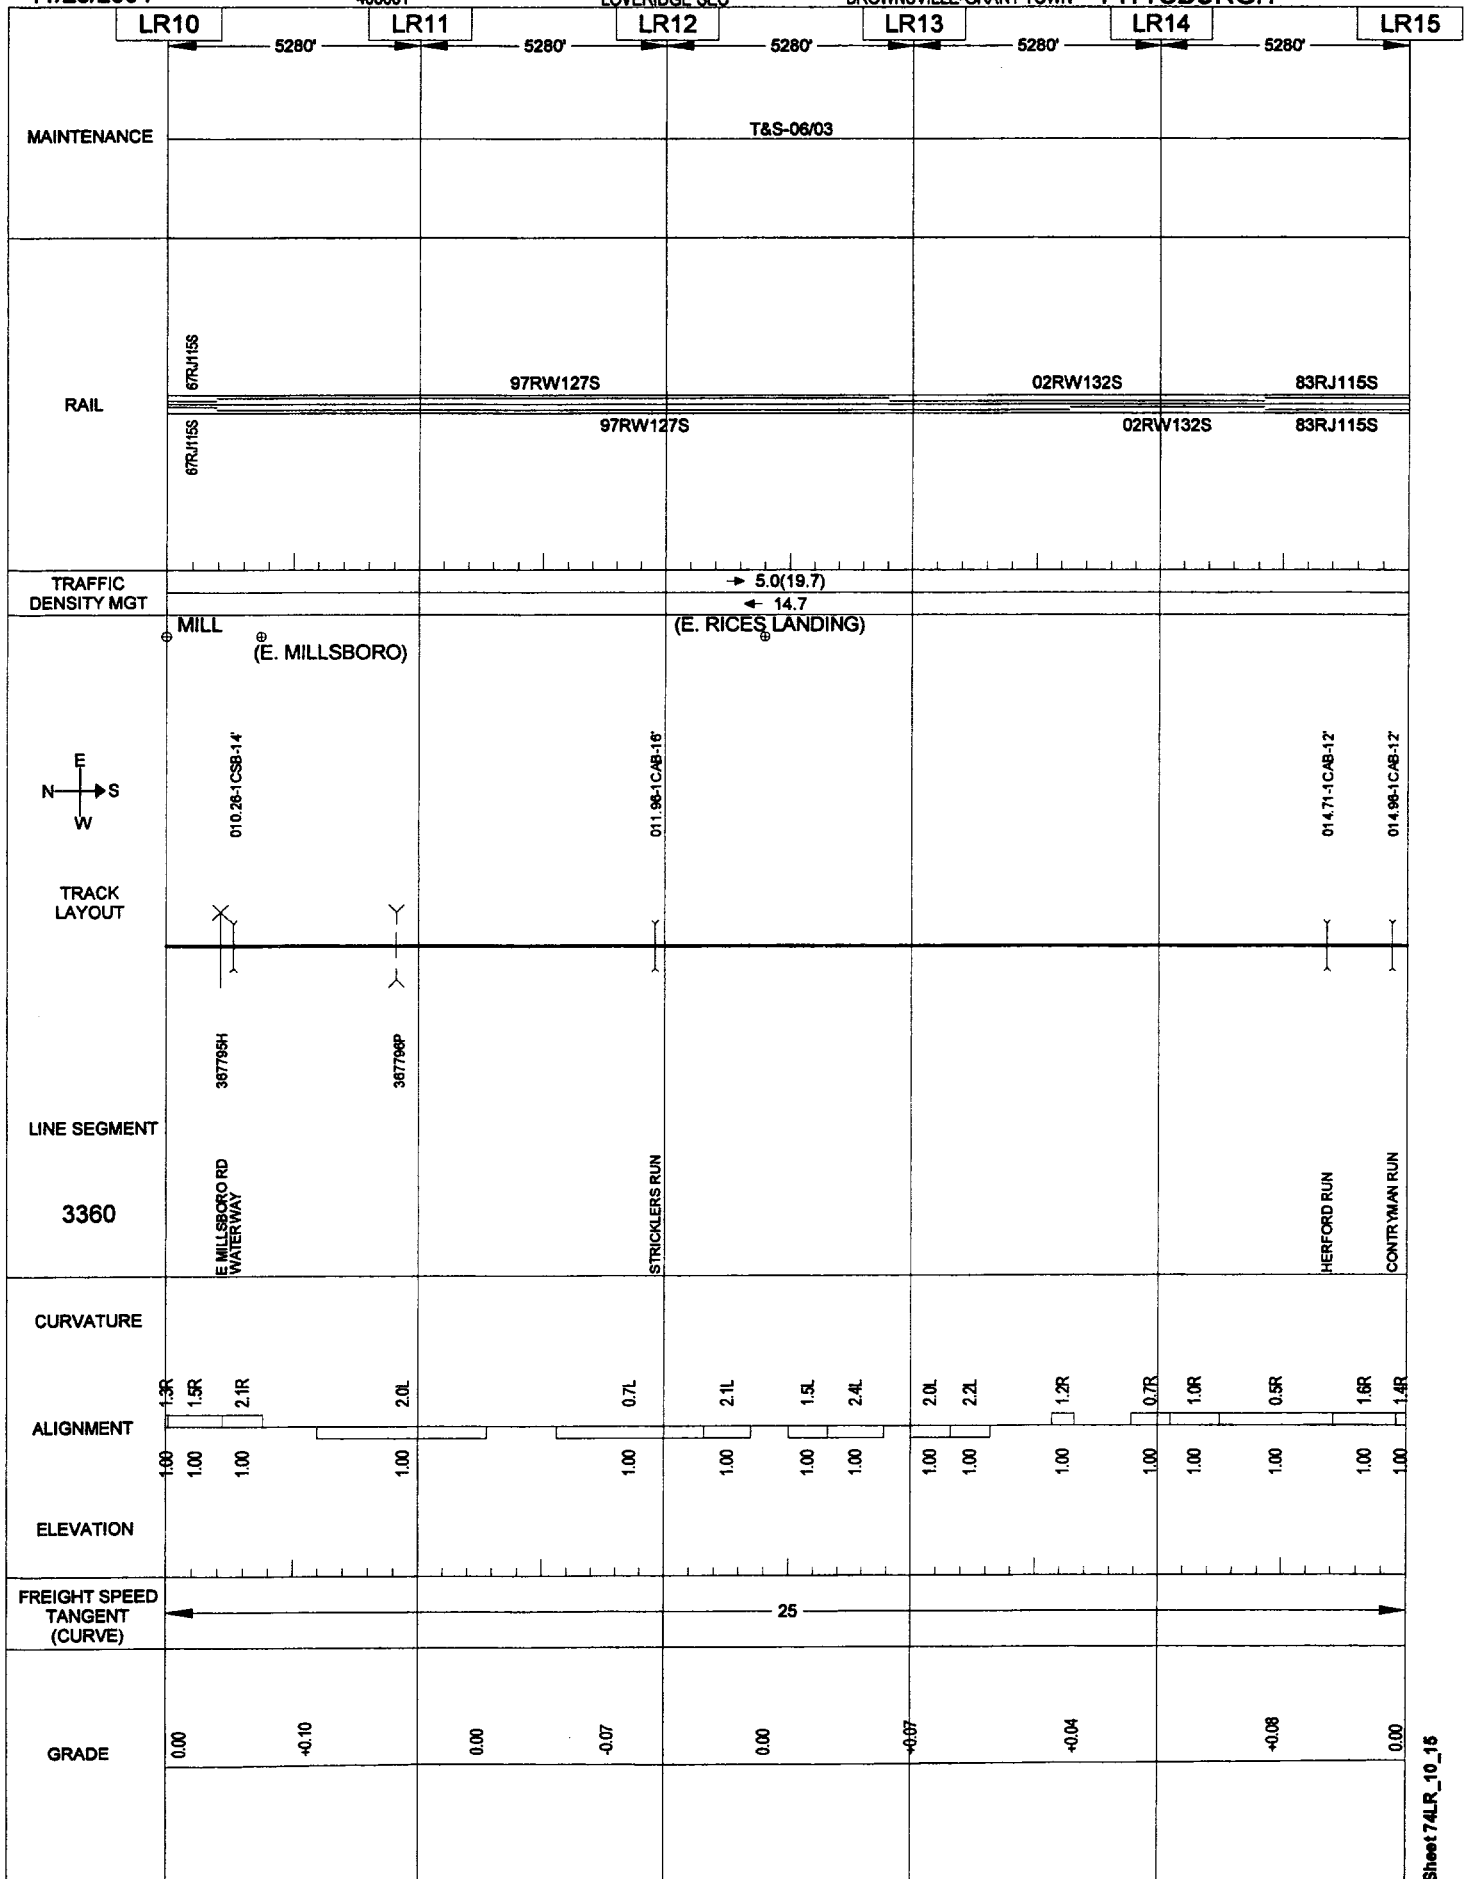 LR10 LR11 LR12 LR13 LR14 LR15
5280' 5280' 5280' 5280' 5280'
MAINTENANCE
T&S-06/03
RAIL
67RJ115S 97RW127S 02RW132S 83RJ115S
67RJ115S 97RW127S 02RW132S 83RJ115S
TRAFFIC
DENSITY MGT
5.0(19.7)
14.7
MILL
(E. MILLSBORO)
(E. RICES LANDING)
E
N S
W
010.26-1CSB-14'
011.96-1CAB-16'
014.71-1CAB-12'
014.96-1CAB-12'
TRACK
LAYOUT
367795H
367796P
LINE SEGMENT
3360
E MILLSBORO RD
WATERWAY
STRICKLERS RUN
HERFORD RUN
CONTRYMAN RUN
CURVATURE
1.3R 1.5R 2.1R 2.0L 0.7L 2.1L 1.5L 2.4L 2.0L 2.2L 1.2R 0.7R 1.0R 0.5R 1.6R 1.4R
ALIGNMENT
1.00 1.00 1.00 1.00 1.00 1.00 1.00 1.00 1.00 1.00 1.00 1.00 1.00 1.00 1.00 1.00
ELEVATION
FREIGHT SPEED
TANGENT
(CURVE)
25
GRADE
0.00 +0.10 0.00 -0.07 0.00 +0.07 +0.04 +0.08 0.00
Sheet 74LR_10_15